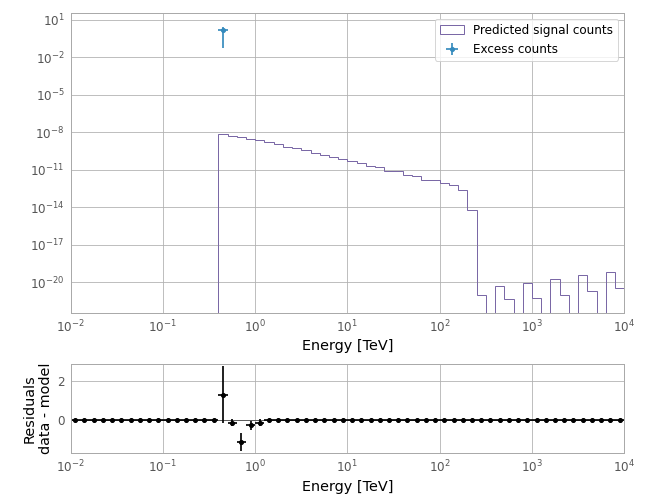 10^1
10^-2
10^-5
10^-8
10^-11
10^-14
10^-17
10^-20
Predicted signal counts
Excess counts
10^-2 10^-1 10^0 10^1 10^2 10^3 10^4
Energy [TeV]
Residuals
data - model
2
0
10^-2 10^-1 10^0 10^1 10^2 10^3 10^4
Energy [TeV]